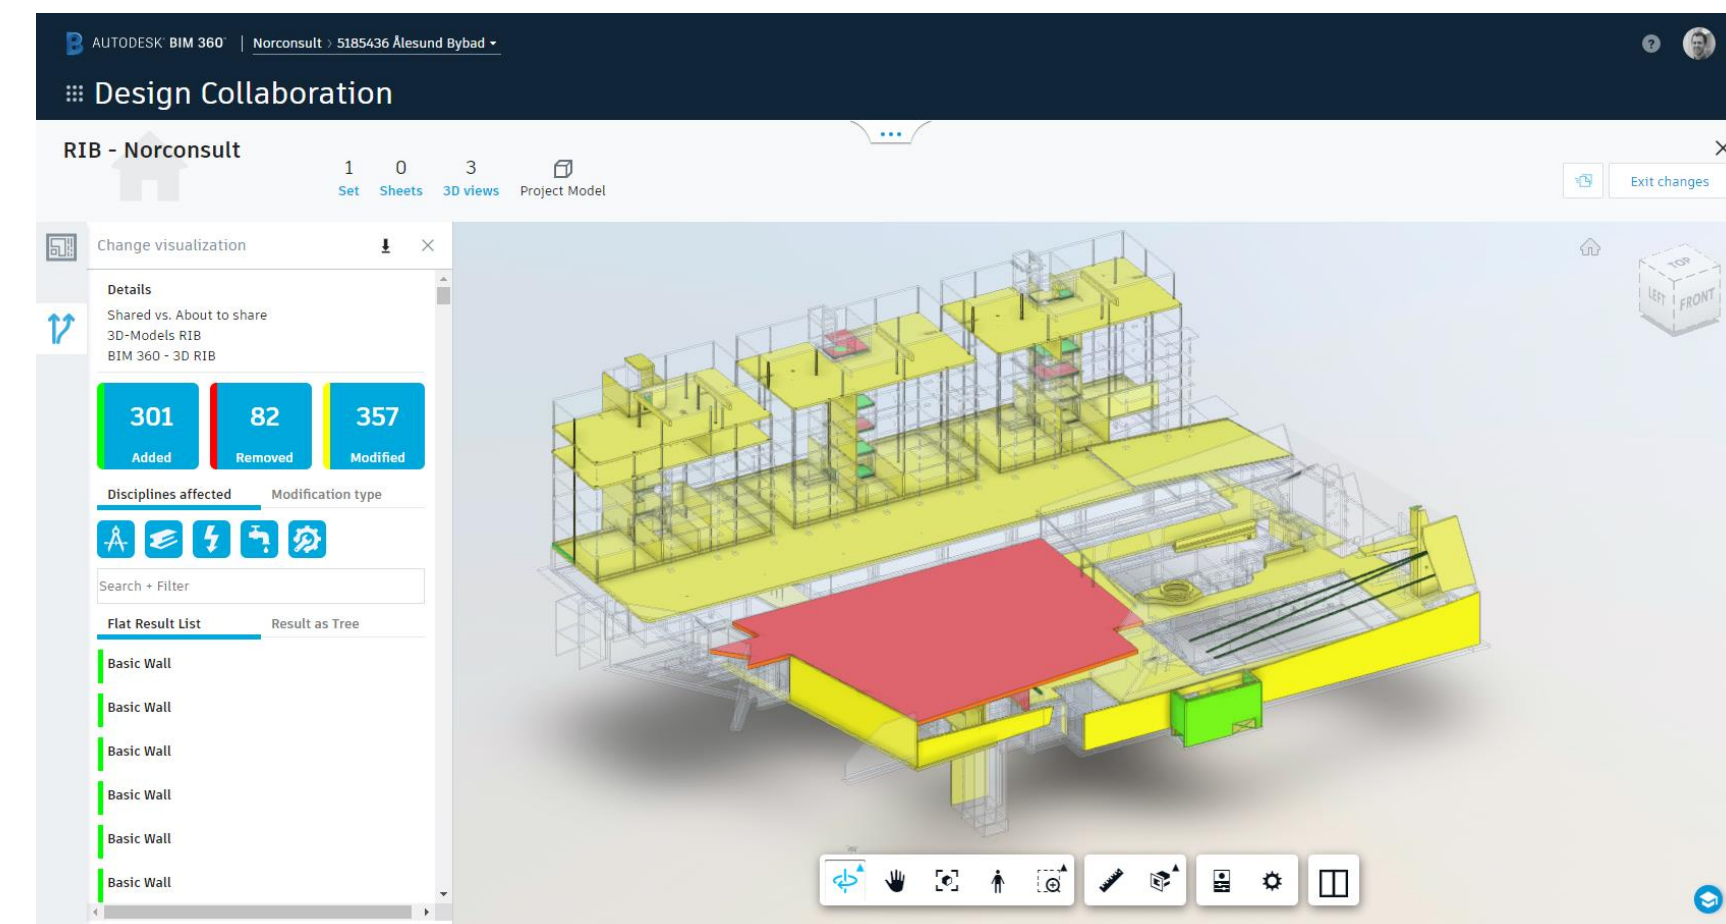 AUTODESK BIM 360 | Norconsult > 5185436 Ålesund Bybad
Design Collaboration
RIB - Norconsult
1 0 3
Set Sheets 3D views Project Model
Exit changes
Change visualization
Details
Shared vs. About to share
3D-Models RIB
BIM 360 - 3D RIB
301 82 357
Added Removed Modified
Disciplines affected Modification type
Search + Filter
Flat Result List Result as Tree
Basic Wall
Basic Wall
Basic Wall
Basic Wall
Basic Wall
Basic Wall
TOP
LEFT FRONT